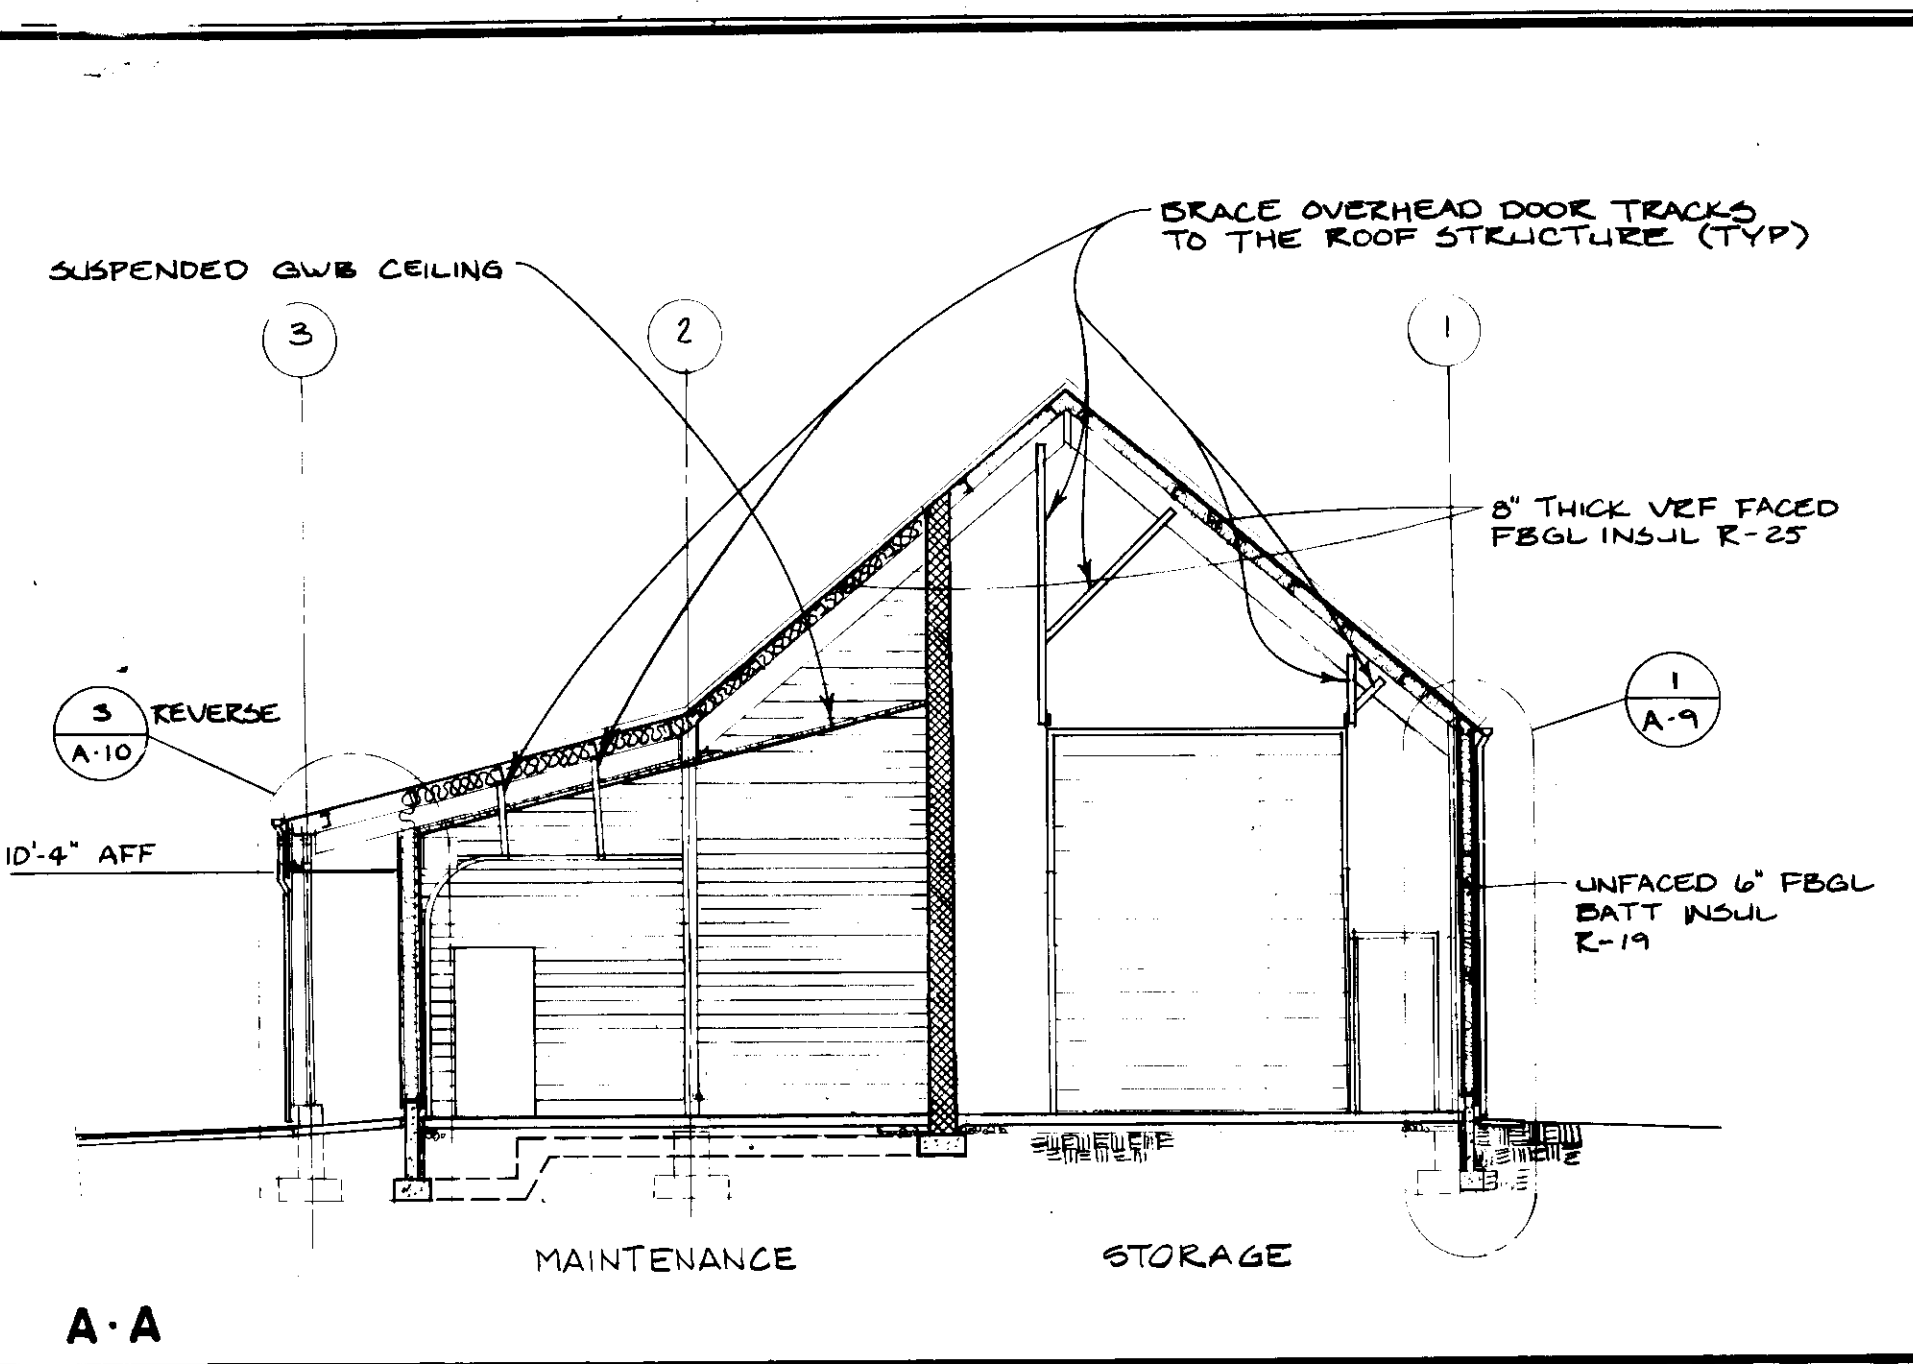 BRACE OVERHEAD DOOR TRACKS
TO THE ROOF STRUCTURE (TYP)
SUSPENDED GWB CEILING
3
2
1
8" THICK VRF FACED
FBGL INSUL R-25
3 REVERSE
A-10
1
A-9
10'-4" AFF
UNFACED 6" FBGL
BATT INSUL
R-19
MAINTENANCE
STORAGE
A·A